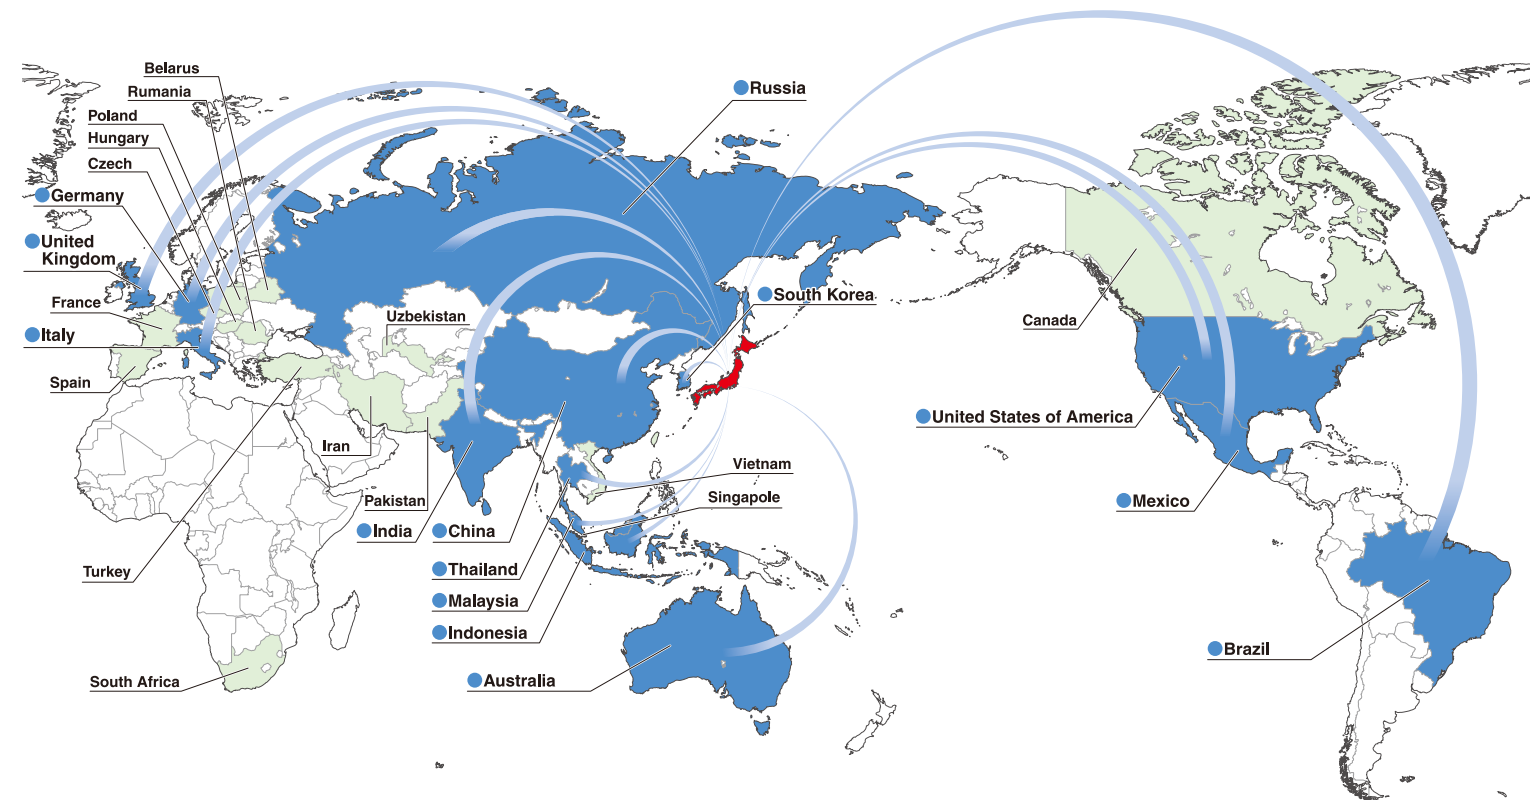 Belarus
Rumania
Poland
Hungary
Czech
Germany
United
Kingdom
France
Italy
Spain
Turkey
South Africa
Russia
South Korea
Uzbekistan
Iran
Pakistan
India
China
Thailand
Malaysia
Indonesia
Australia
Vietnam
Singapole
Canada
United States of America
Mexico
Brazil